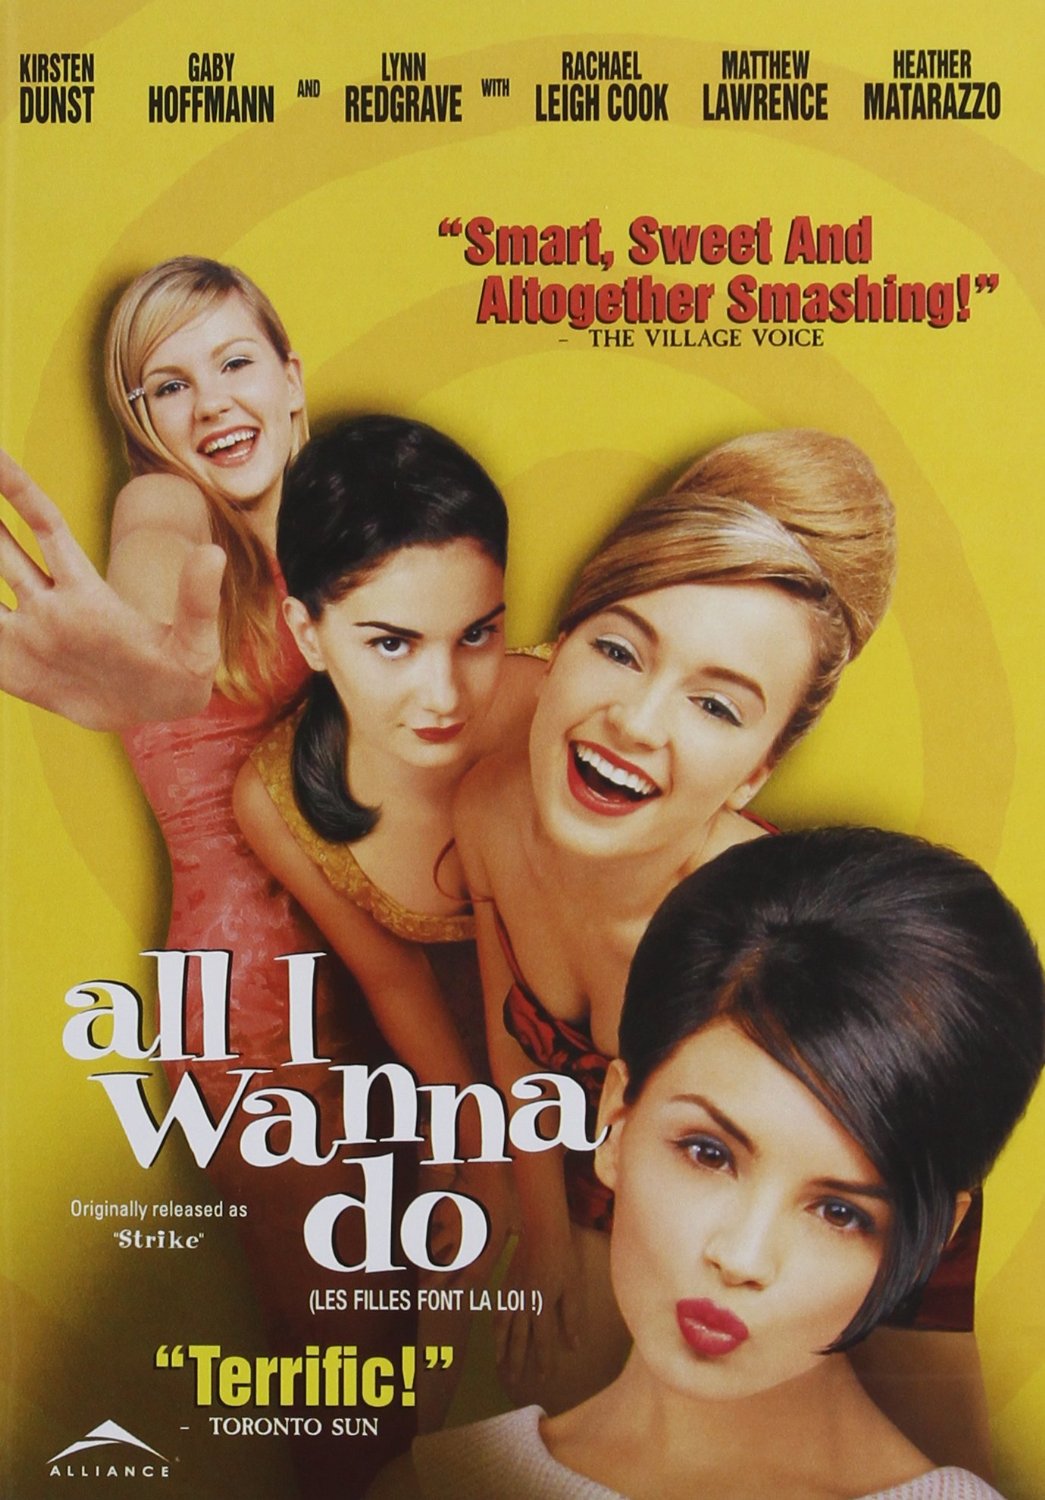 KIRSTEN DUNST
GABY HOFFMANN
AND
LYNN REDGRAVE
WITH
RACHAEL LEIGH COOK
MATTHEW LAWRENCE
HEATHER MATARAZZO
“Smart, Sweet And
Altogether Smashing!”
- THE VILLAGE VOICE
all I
wanna
do
Originally released as
"Strike"
(LES FILLES FONT LA LOI !)
“Terrific!”
- TORONTO SUN
ALLIANCE